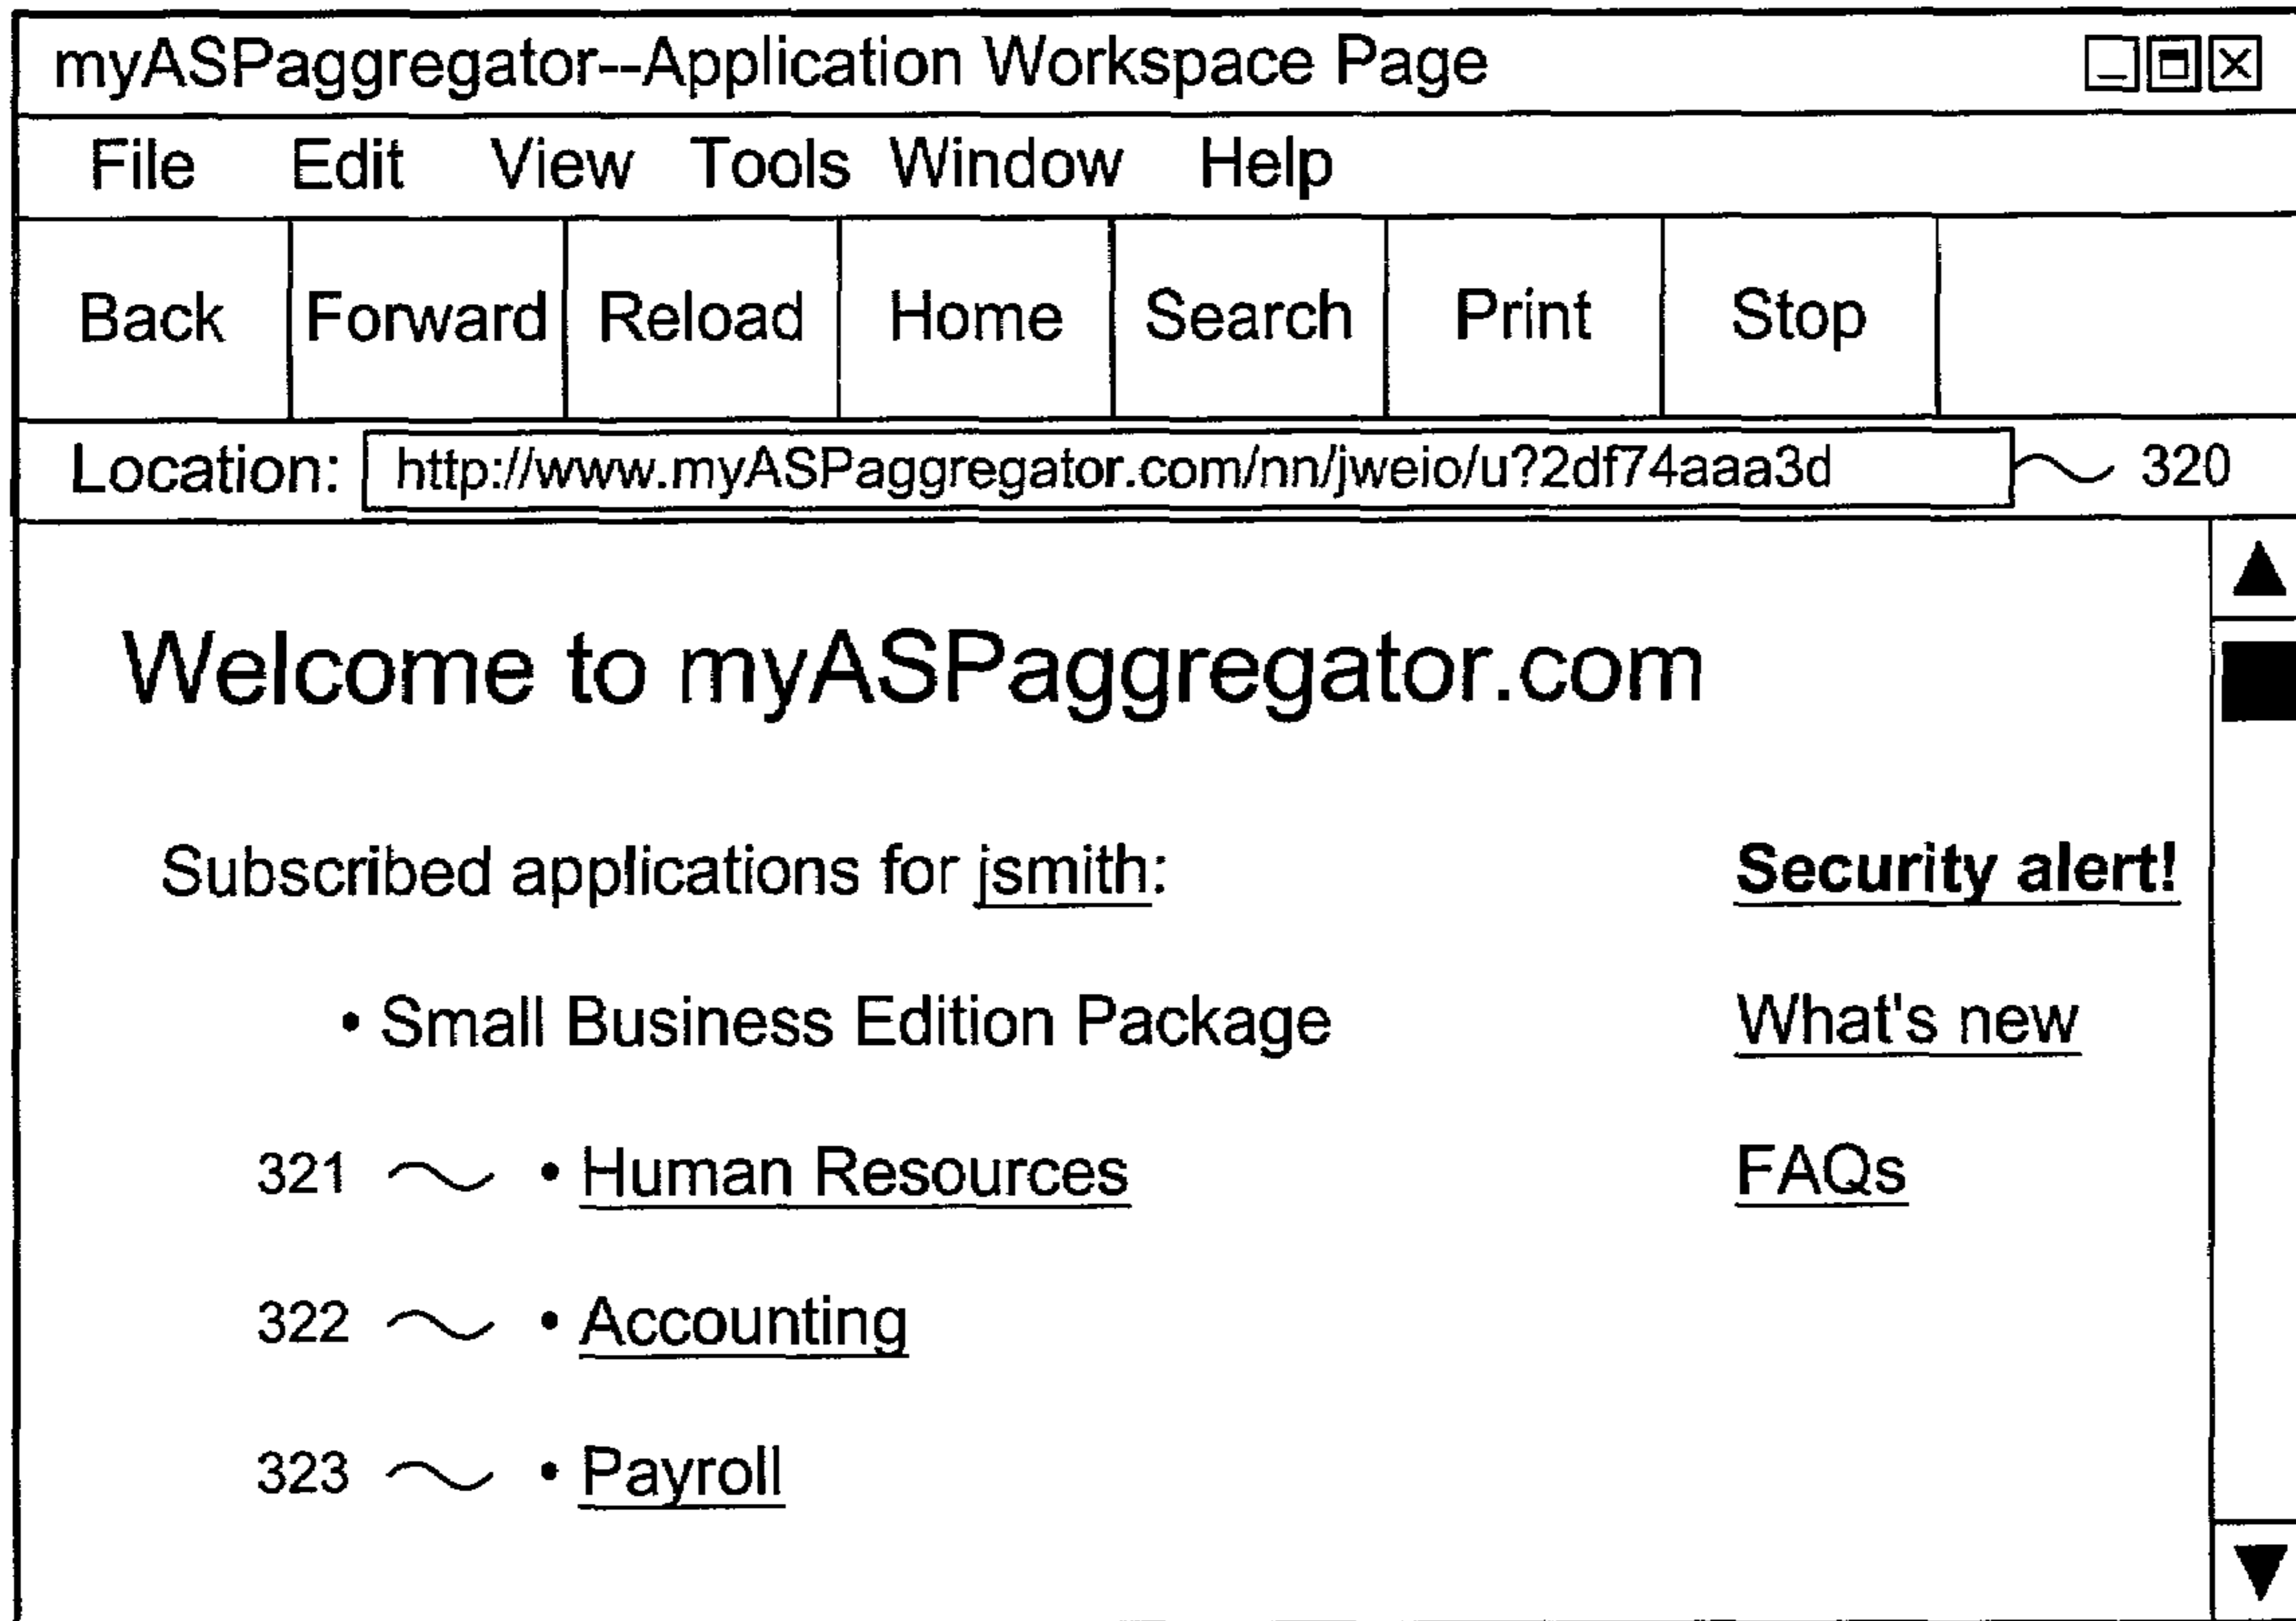 myASPaggregator--Application Workspace Page
File Edit View Tools Window Help
Back Forward Reload Home Search Print Stop
Location: http://www.myASPaggregator.com/nn/jweio/u?2df74aaa3d 320
Welcome to myASPaggregator.com
Subscribed applications for jsmith: Security alert!
• Small Business Edition Package What's new
321 • Human Resources FAQs
322 • Accounting
323 • Payroll